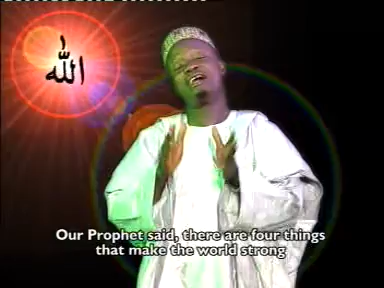 الله
Our Prophet said, there are four things
that make the world strong